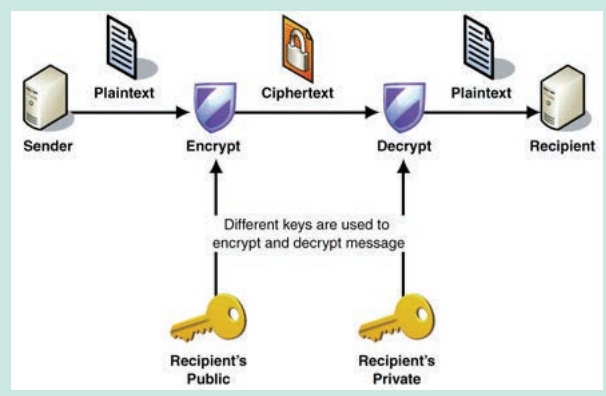 Plaintext
Ciphertext
Plaintext
Sender
Encrypt
Decrypt
Recipient
Different keys are used to
encrypt and decrypt message
Recipient's
Public
Recipient's
Private